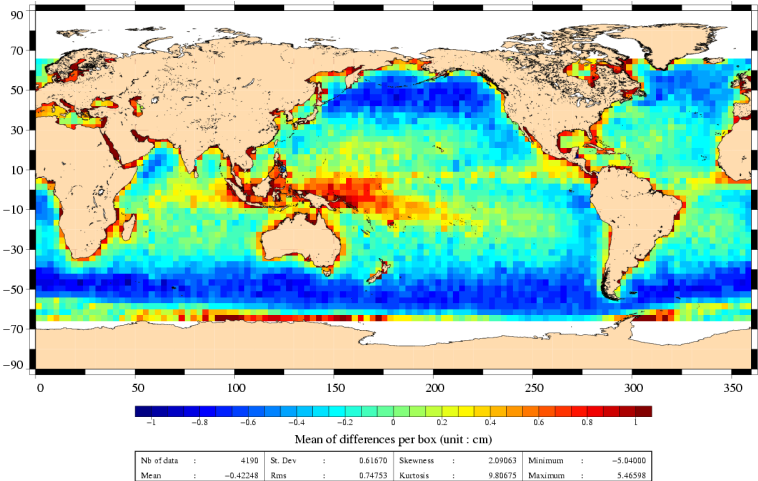 90
70
50
30
10
−10
−30
−50
−70
−90
0 50 100 150 200 250 300 350
−1 −0.8 −0.6 −0.4 −0.2 0 0.2 0.4 0.6 0.8 1
Mean of differences per box (unit : cm)
Nb of data : 4190 St. Dev : 0.61670 Skewness : 2.09063 Minimum : −5.04000
Mean : −0.42248 Rms : 0.74753 Kurtosis : 9.80675 Maximum : 5.46598